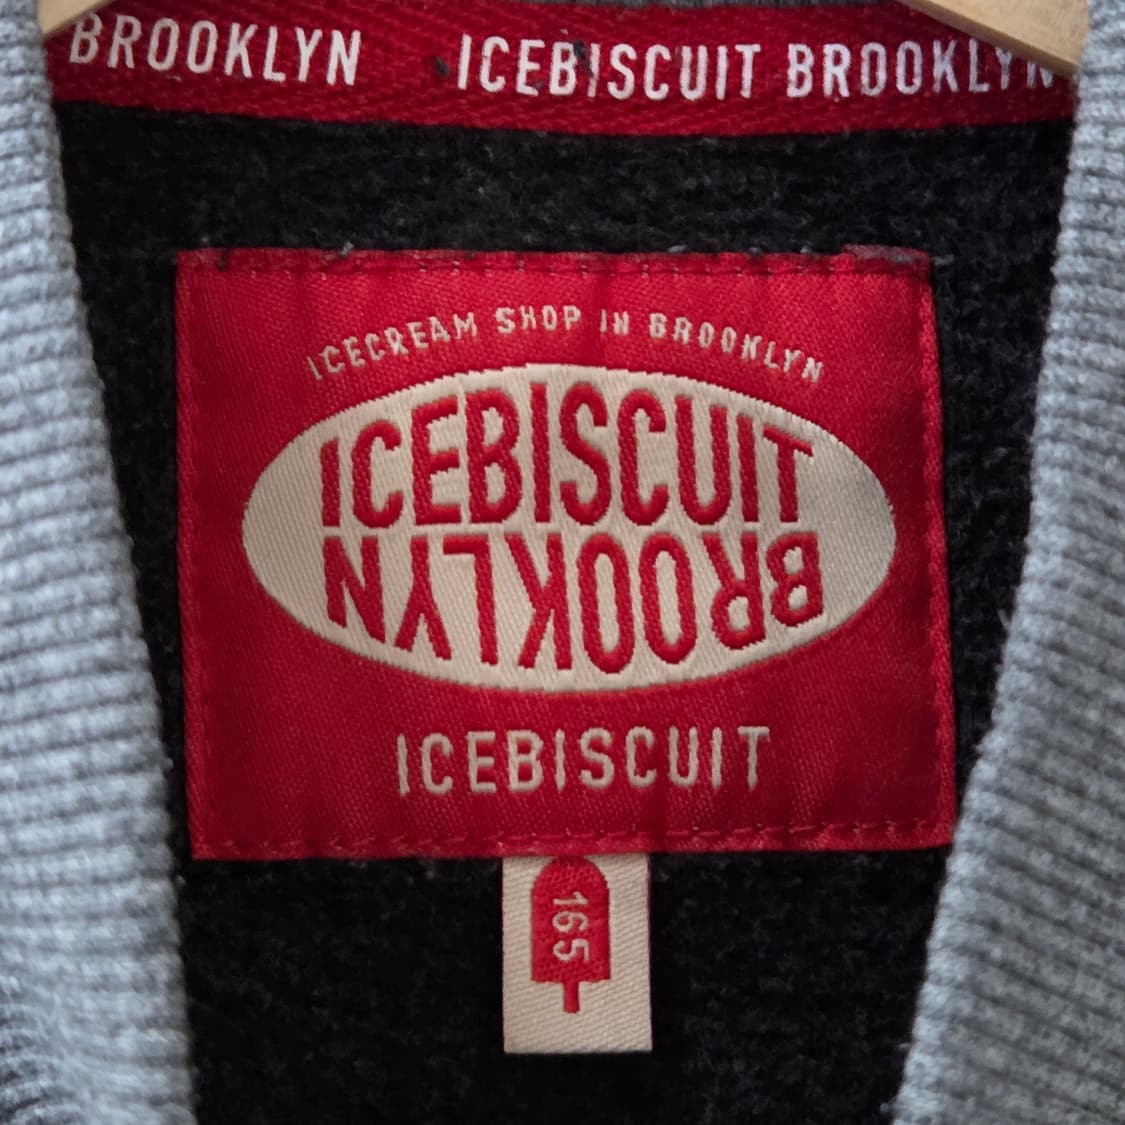 BROOKLYN ICEBISCUIT BROOKLYN
ICECREAM SHOP IN BROOKLYN
ICEBISCUIT
BROOKLYN
ICEBISCUIT
165